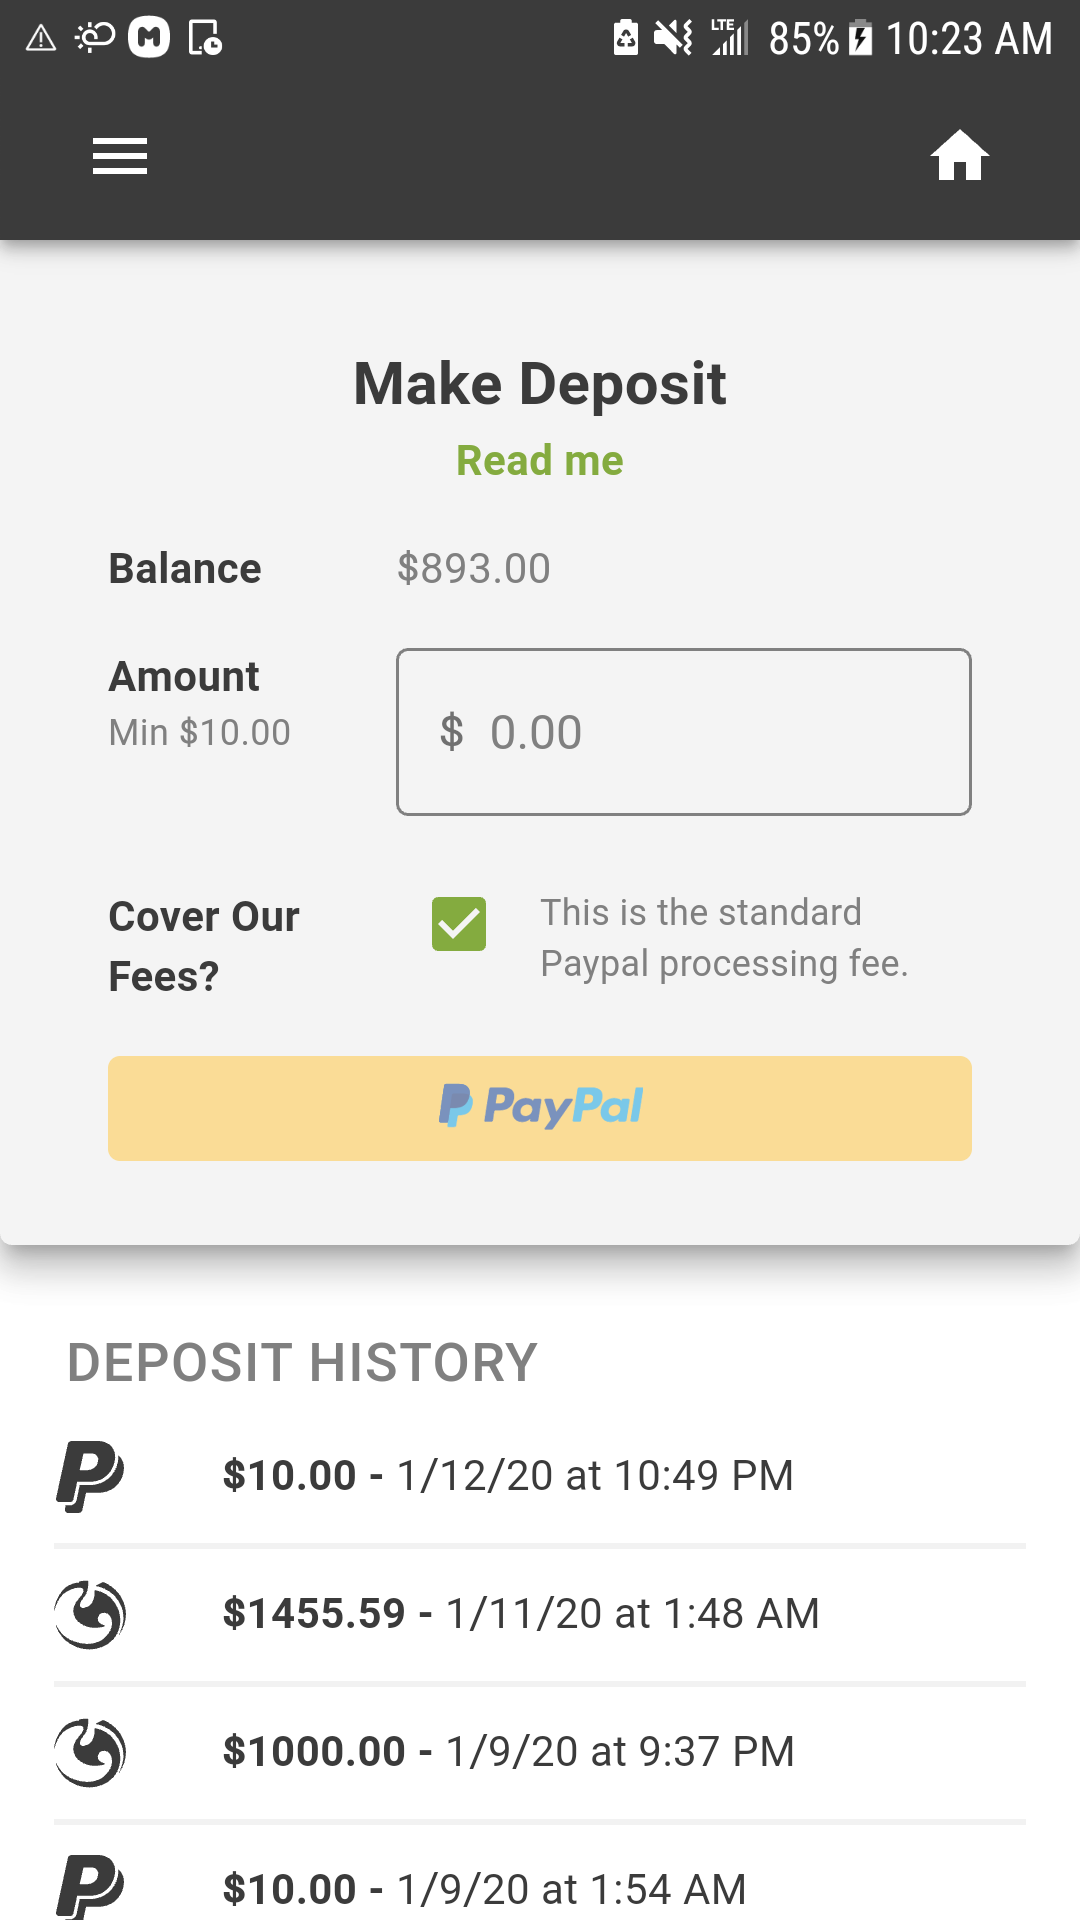 LTE 85% 10:23 AM
Make Deposit
Read me
Balance $893.00
Amount
Min $10.00
$ 0.00
Cover Our
Fees?
This is the standard
Paypal processing fee.
PayPal
DEPOSIT HISTORY
$10.00 - 1/12/20 at 10:49 PM
$1455.59 - 1/11/20 at 1:48 AM
$1000.00 - 1/9/20 at 9:37 PM
$10.00 - 1/9/20 at 1:54 AM